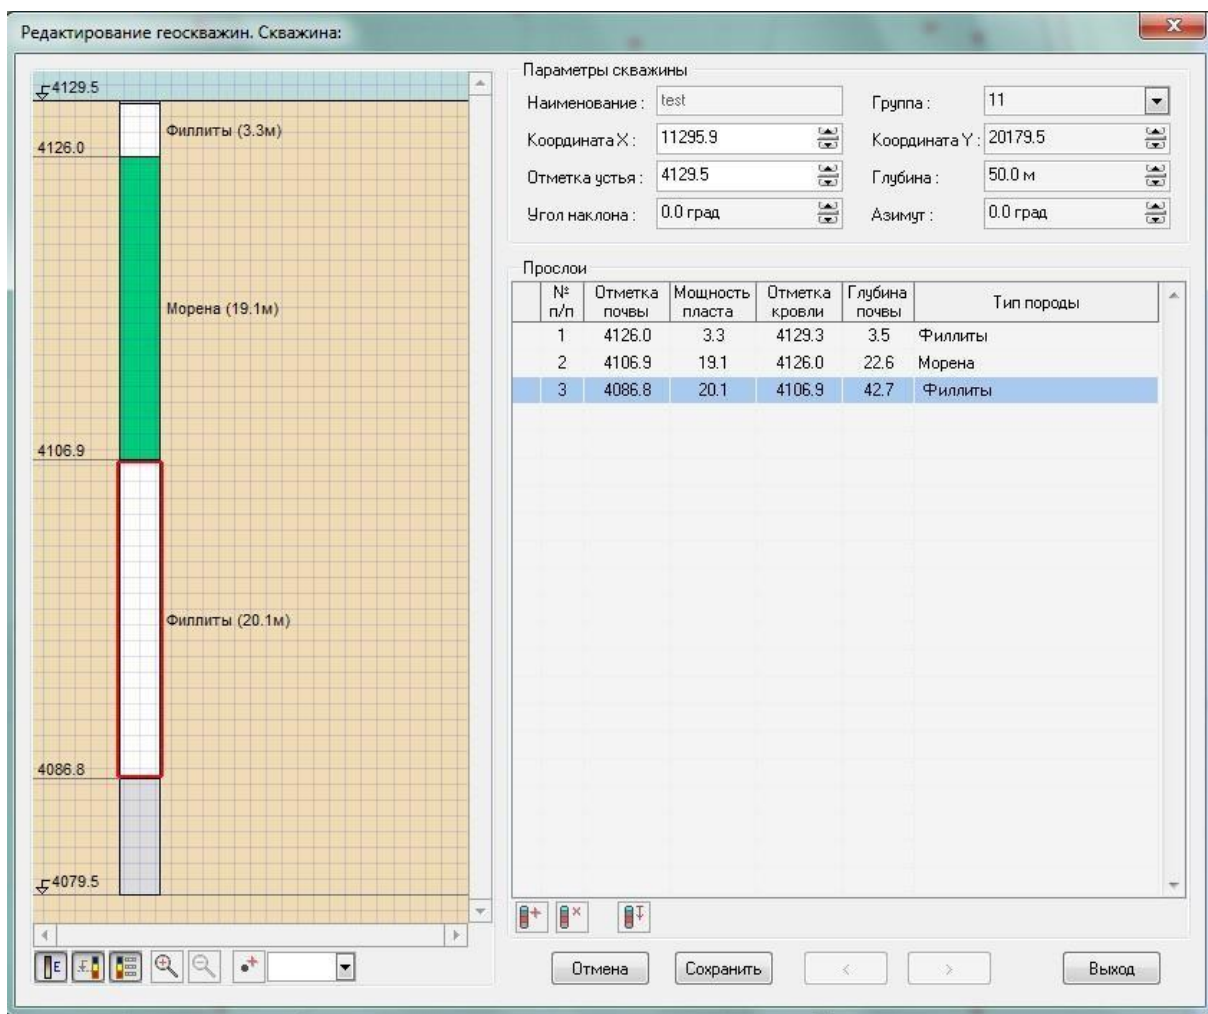 Редактирование геоскважин. Скважина:
4129.5
Филлиты (3.3м)
4126.0
Морена (19.1м)
4106.9
Филлиты (20.1м)
4086.8
4079.5
E
Параметры скважины
Наименование : test Группа : 11
Координата X : 11295.9 Координата Y : 20179.5
Отметка устья : 4129.5 Глубина : 50.0 м
Угол наклона : 0.0 град Азимут : 0.0 град
Прослои
№ Отметка Мощность Отметка Глубина Тип породы
п/п почвы пласта кровли почвы
1 4126.0 3.3 4129.3 3.5 Филлиты
2 4106.9 19.1 4126.0 22.6 Морена
3 4086.8 20.1 4106.9 42.7 Филлиты
Отмена Сохранить < > Выход